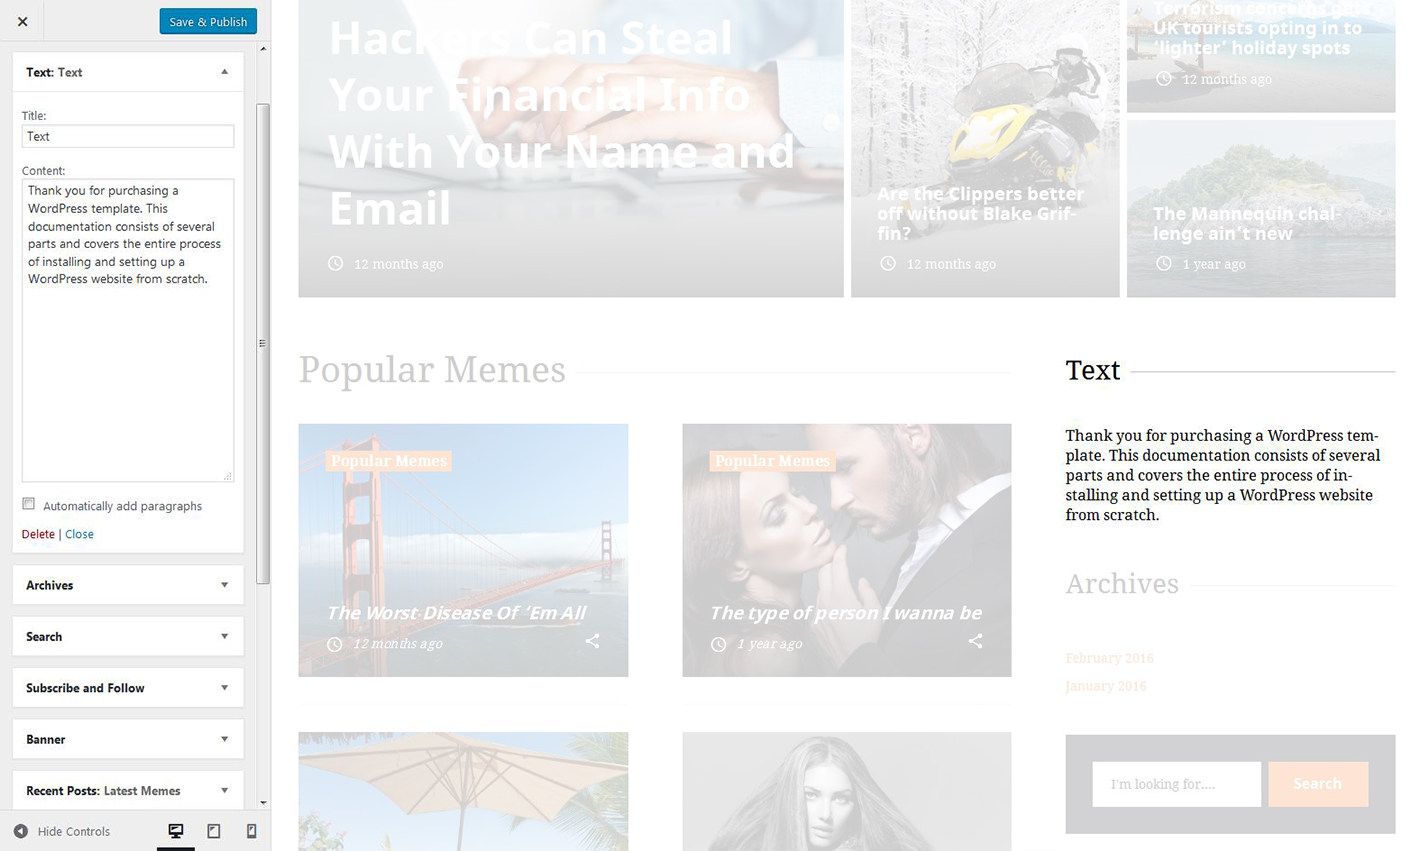 Save & Publish
Text: Text
Title:
Text
Content:
Thank you for purchasing a
WordPress template. This
documentation consists of several
parts and covers the entire process
of installing and setting up a
WordPress website from scratch.
Automatically add paragraphs
Delete | Close
Archives
Search
Subscribe and Follow
Banner
Recent Posts: Latest Memes
Hide Controls
Hackers Can Steal
Your Financial Info
With Your Name and
Email
12 months ago
Are the Clippers better
off without Blake Grif-
fin?
12 months ago
Terrorism concerns gets
UK tourists opting in to
‘lighter’ holiday spots
12 months ago
The Mannequin chal-
lenge ain’t new
1 year ago
Popular Memes
Popular Memes
The Worst Disease Of ‘Em All
12 months ago
Popular Memes
The type of person I wanna be
1 year ago
Text
Thank you for purchasing a WordPress tem-
plate. This documentation consists of several
parts and covers the entire process of in-
stalling and setting up a WordPress website
from scratch.
Archives
February 2016
January 2016
I'm looking for....
Search